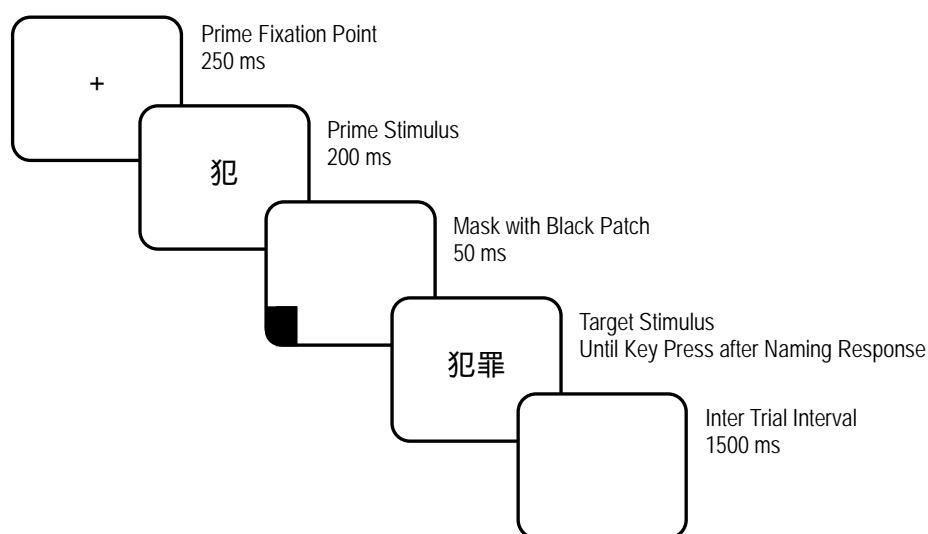 Prime Fixation Point
250 ms
+
Prime Stimulus
200 ms
犯
Mask with Black Patch
50 ms
Target Stimulus
Until Key Press after Naming Response
犯罪
Inter Trial Interval
1500 ms